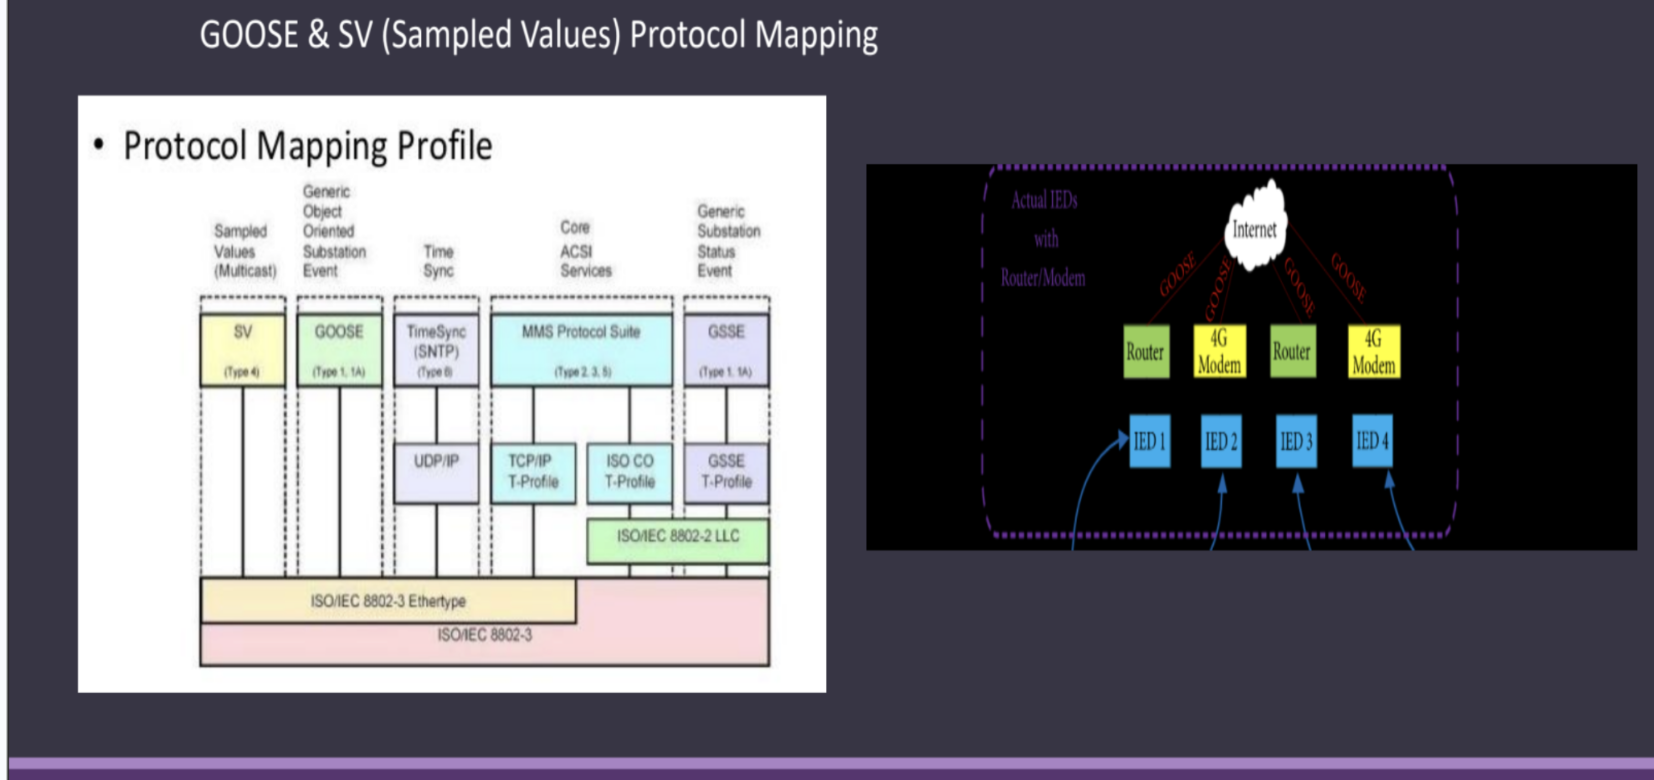 GOOSE & SV (Sampled Values) Protocol Mapping
• Protocol Mapping Profile
Sampled
Values
(Multicast)
Generic
Object
Oriented
Substation
Event
Time
Sync
Core
ACSI
Services
Generic
Substation
Status
Event
SV
(Type 4)
GOOSE
(Type 1, 1A)
TimeSync
(SNTP)
(Type 6)
MMS Protocol Suite
(Type 2, 3, 5)
GSSE
(Type 1, 1A)
UDP/IP
TCP/IP
T-Profile
ISO CO
T-Profile
GSSE
T-Profile
ISO/IEC 8802-2 LLC
ISO/IEC 8802-3 Ethertype
ISO/IEC 8802-3
Actual IEDs
with
Router/Modem
Internet
GOOSE
GOOSE
GOOSE
GOOSE
Router
4G
Modem
Router
4G
Modem
IED 1
IED 2
IED 3
IED 4